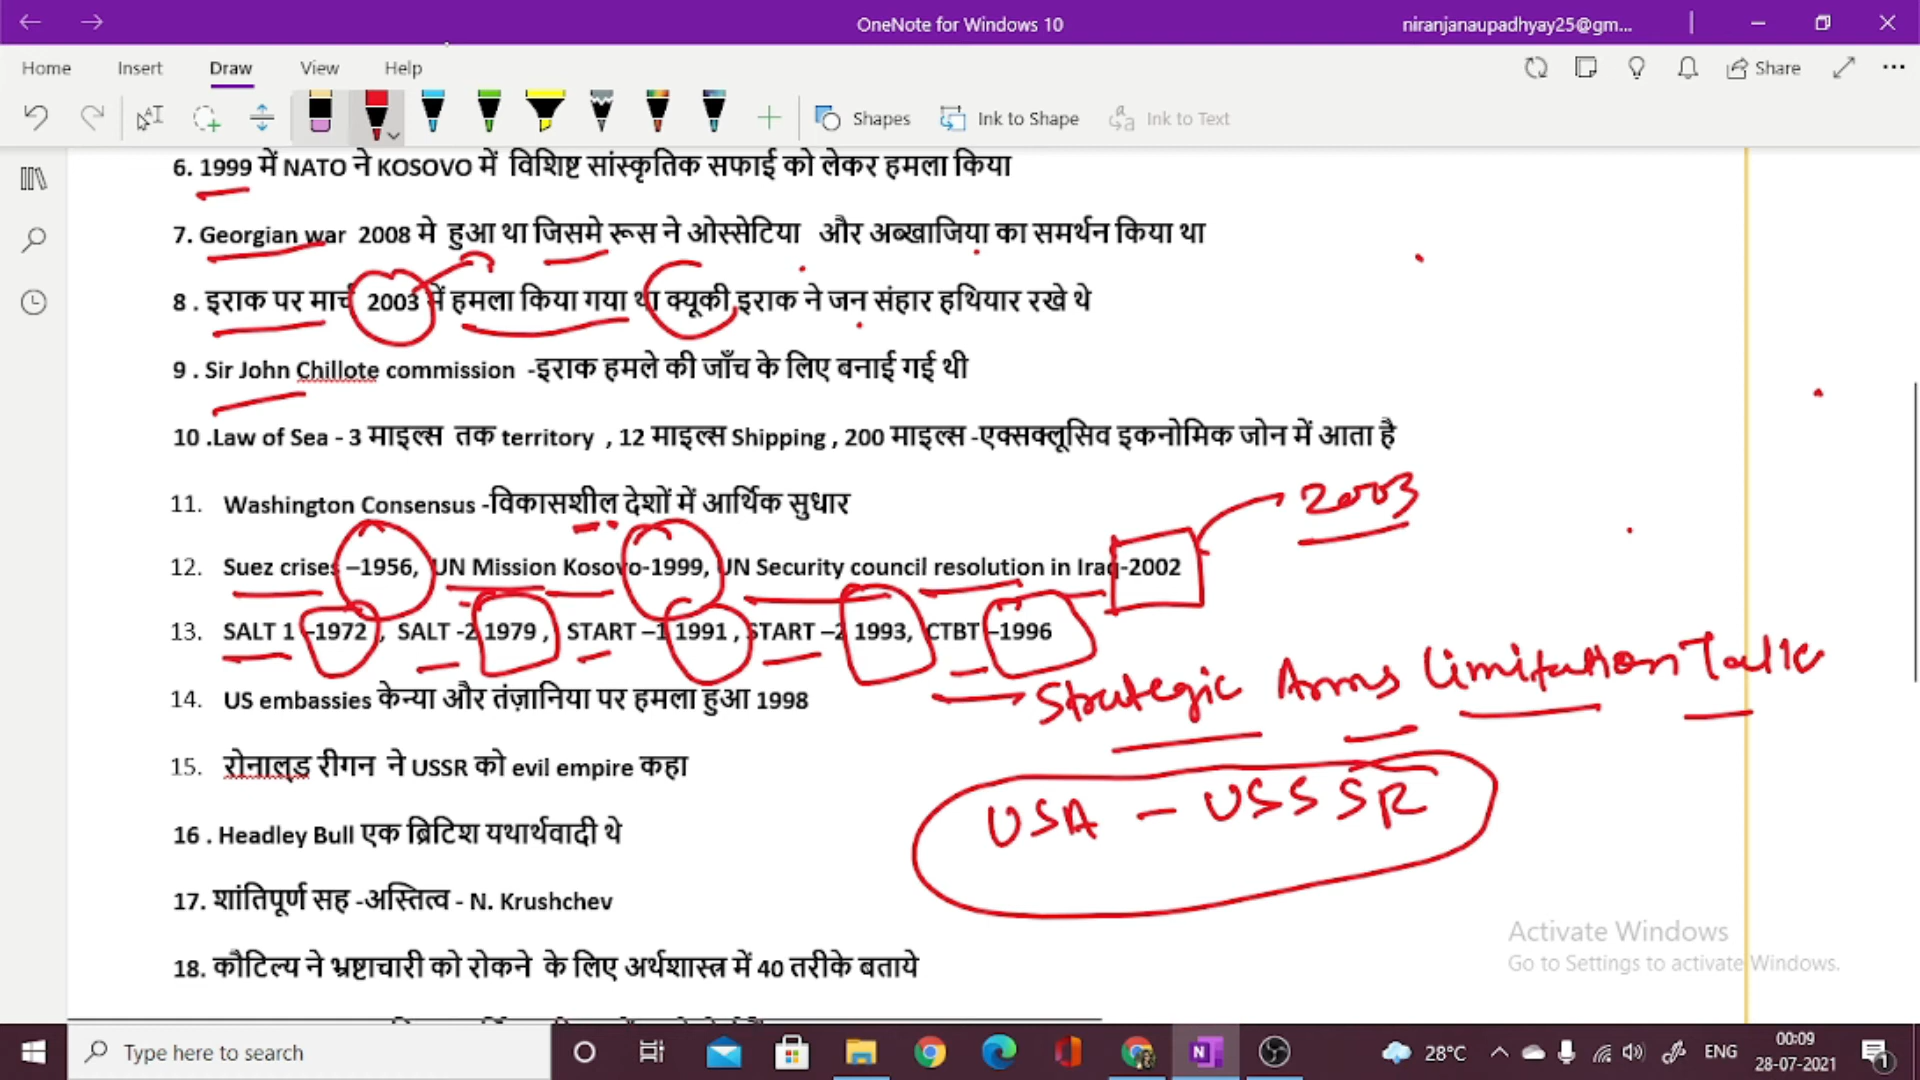 OneNote for Windows 10
niranjanaupadhyay25@gm...
Home Insert Draw View Help
Share
Shapes Ink to Shape Ink to Text
6. 1999 में NATO ने KOSOVO में विशिष्ट सांस्कृतिक सफाई को लेकर हमला किया
7. Georgian war 2008 मे हुआ था जिसमे रूस ने ओस्सेटिया और अब्खाजिया का समर्थन किया था
8 . इराक पर मार्च 2003 में हमला किया गया था क्यूकी इराक ने जन संहार हथियार रखे थे
9 . Sir John Chillote commission -इराक हमले की जाँच के लिए बनाई गई थी
10 .Law of Sea - 3 माइल्स तक territory , 12 माइल्स Shipping , 200 माइल्स -एक्सक्लूसिव इकनोमिक जोन में आता है
11. Washington Consensus -विकासशील देशों में आर्थिक सुधार
2003
12. Suez crises –1956, UN Mission Kosovo-1999, UN Security council resolution in Iraq-2002
13. SALT 1 –1972 , SALT -2 1979 , START –1 1991 , START –2 1993, CTBT –1996
Strategic Arms Limitation Talk
14. US embassies केन्या और तंज़ानिया पर हमला हुआ 1998
15. रोनाल्ड रीगन ने USSR को evil empire कहा
USA – USSSR
16 . Headley Bull एक ब्रिटिश यथार्थवादी थे
17. शांतिपूर्ण सह -अस्तित्व - N. Krushchev
18. कौटिल्य ने भ्रष्टाचारी को रोकने के लिए अर्थशास्त्र में 40 तरीके बताये
Activate Windows
Go to Settings to activate Windows.
Type here to search
28°C
ENG
00:09
28-07-2021
1